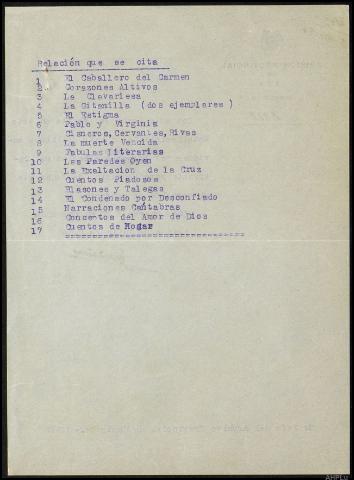 Relación que se cita
1 El Caballero del Carmen
2 Corazones Altivos
3 La Clavariesa
4 La Gitanilla (dos ejemplares )
5 El Estigma
6 Pablo y Virginia
7 Cisneros,Cervantes,Rivas
8 La muerte Vencida
9 Fabulas Literarias
10 Las Paredes Oyen
11 La Exaltacion de la Cruz
12 Cuentos Piadosos
13 Blasones y Talegas
14 El Condenado por Desconfiado
15 Narraciones Cantabras
16 Conceptos del Amor de Dios
17 Cuentos de Hogar
AHPLu